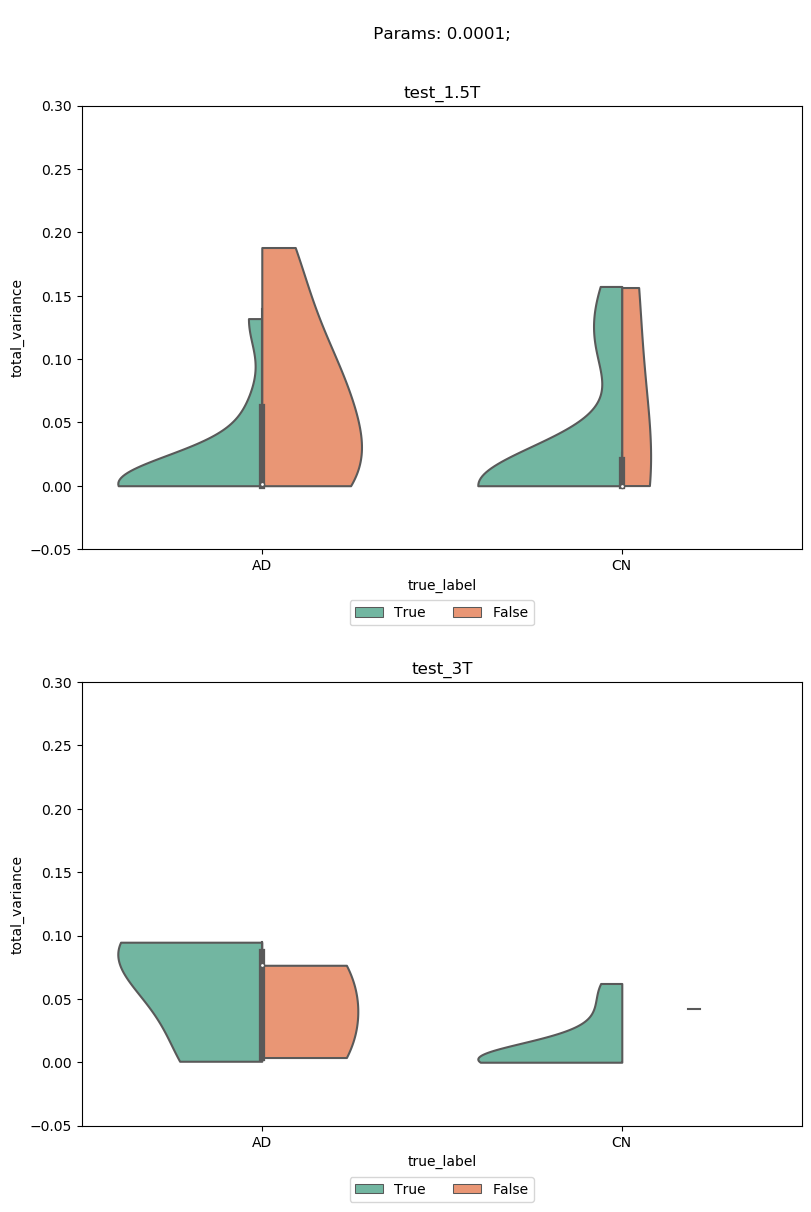 Params: 0.0001;
test_1.5T
0.30
0.25
0.20
0.15
0.10
0.05
0.00
−0.05
total_variance
AD CN
true_label
True False
test_3T
0.30
0.25
0.20
0.15
0.10
0.05
0.00
−0.05
total_variance
AD CN
true_label
True False